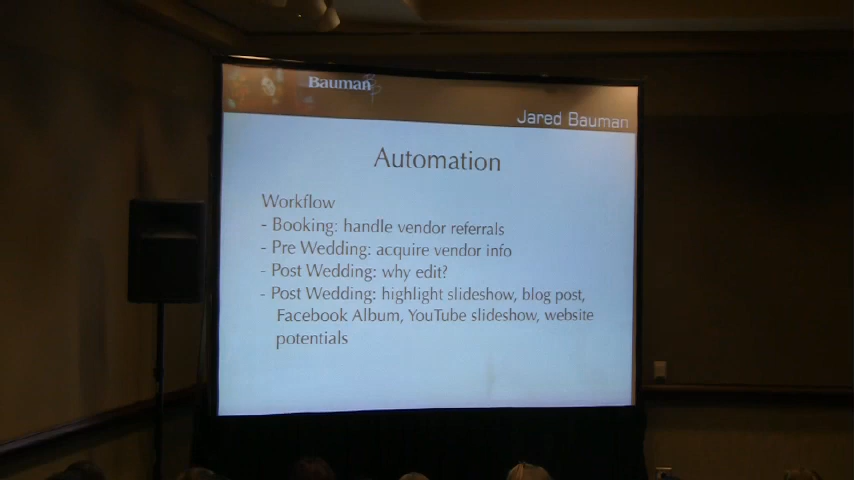 Bauman
Jared Bauman
Automation
Workflow
- Booking: handle vendor referrals
- Pre Wedding: acquire vendor info
- Post Wedding: why edit?
- Post Wedding: highlight slideshow, blog post,
Facebook Album, YouTube slideshow, website
potentials